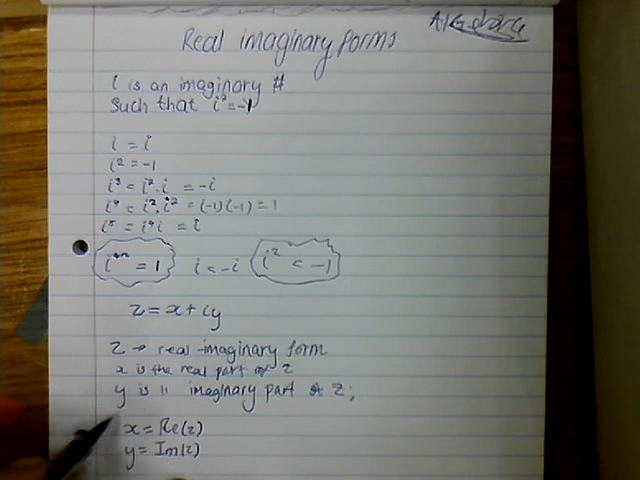 Algebra
Real imaginary forms
i is an imaginary #
Such that i² = -1
i = i
i² = -1
i³ = i².i = -i
i⁴ = i².i² = (-1)(-1) = 1
i⁵ = i⁴i = i
i⁴ⁿ = 1 i < -i i² < -1
z = x + iy
Z → real-imaginary form
x is the real part of z
y is 11 imaginary part of Z;
x = Re(z)
y = Im(z)